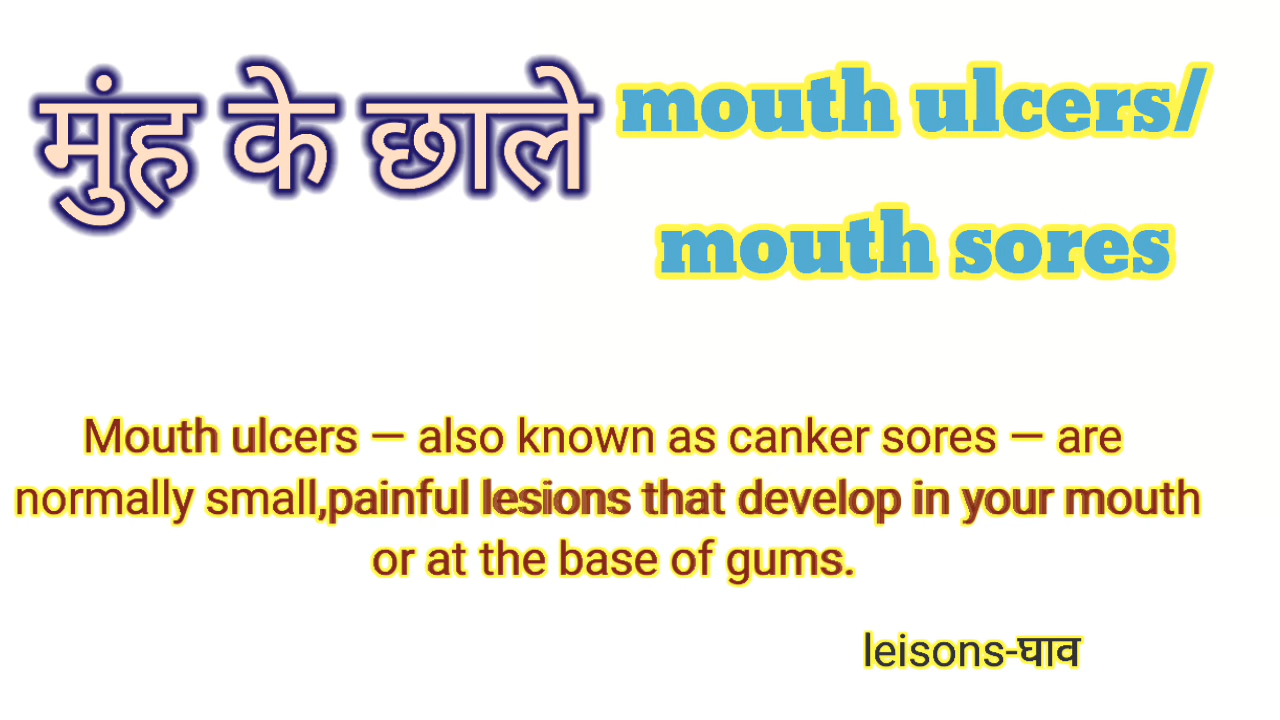 मुंह के छाले mouth ulcers/
mouth sores
Mouth ulcers — also known as canker sores — are
normally small,painful lesions that develop in your mouth
or at the base of gums.
leisons-घाव